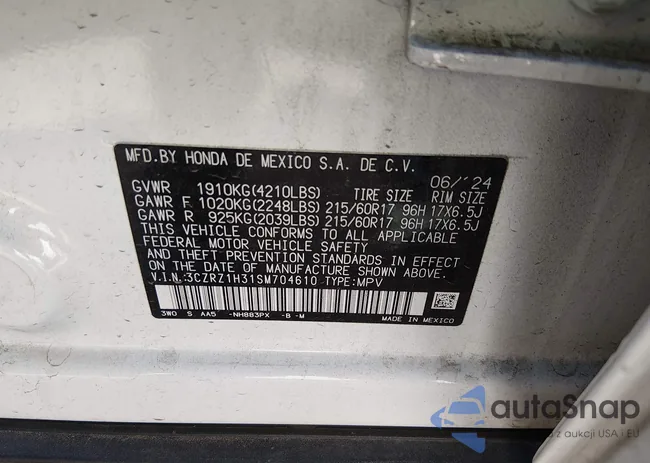 MFD.BY HONDA DE MEXICO S.A. DE C.V. 06/'24
GVWR 1910KG(4210LBS) TIRE SIZE RIM SIZE
GAWR F 1020KG(2248LBS) 215/60R17 96H 17X6.5J
GAWR R 925KG(2039LBS) 215/60R17 96H 17X6.5J
THIS VEHICLE CONFORMS TO ALL APPLICABLE
FEDERAL MOTOR VEHICLE SAFETY
AND THEFT PREVENTION STANDARDS IN EFFECT
ON THE DATE OF MANUFACTURE SHOWN ABOVE.
V.I.N.:3CZRZ1H31SM704610 TYPE:MPV
3W0 S AA5 -NH883PX -B -M MADE IN MEXICO
autoSnap
z aukcji USA i EU